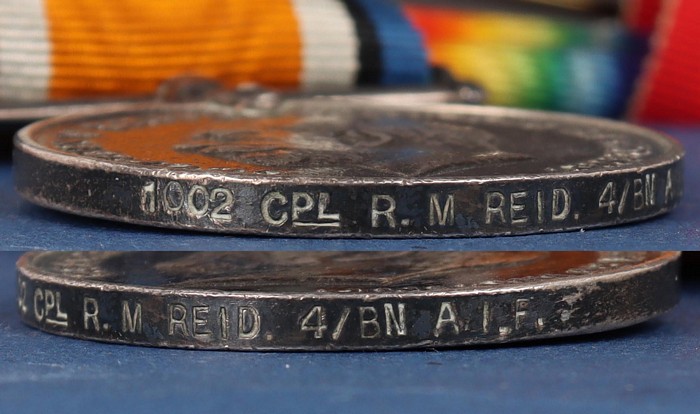 1002 CPL R. M REID. 4/BN A
CPL R. M REID. 4/BN A.I.F.